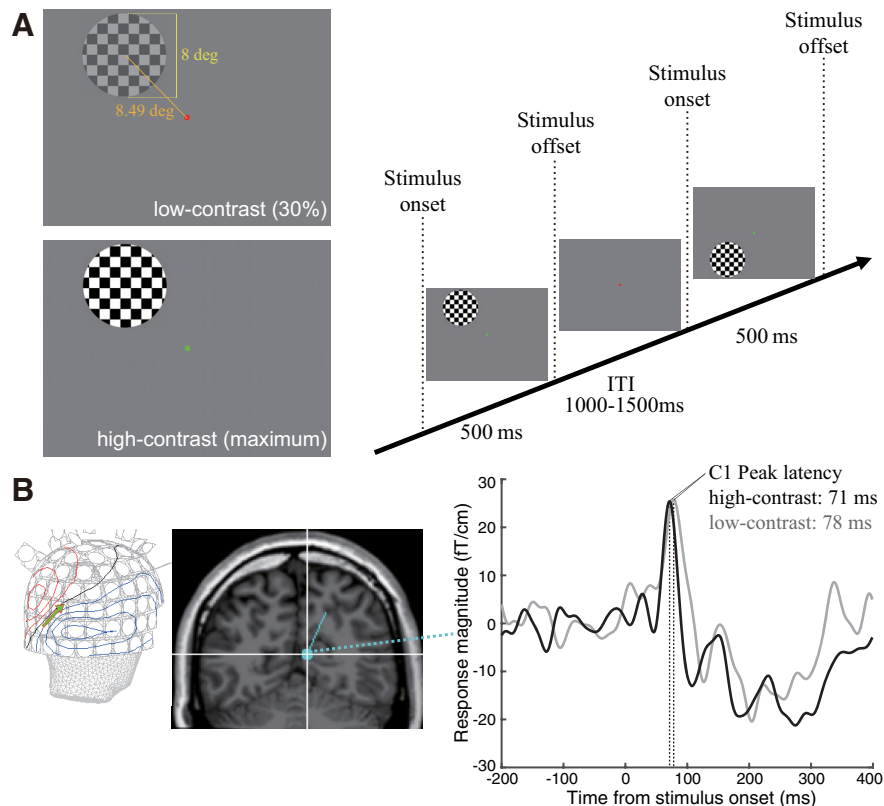 A
8 deg
8.49 deg
low-contrast (30%)
high-contrast (maximum)
Stimulus
onset
Stimulus
offset
Stimulus
onset
Stimulus
offset
500 ms
ITI
1000-1500ms
500 ms
B
C1 Peak latency
high-contrast: 71 ms
low-contrast: 78 ms
Response magnitude (fT/cm)
30
20
10
0
-10
-20
-30
-200
-100
0
100
200
300
400
Time from stimulus onset (ms)